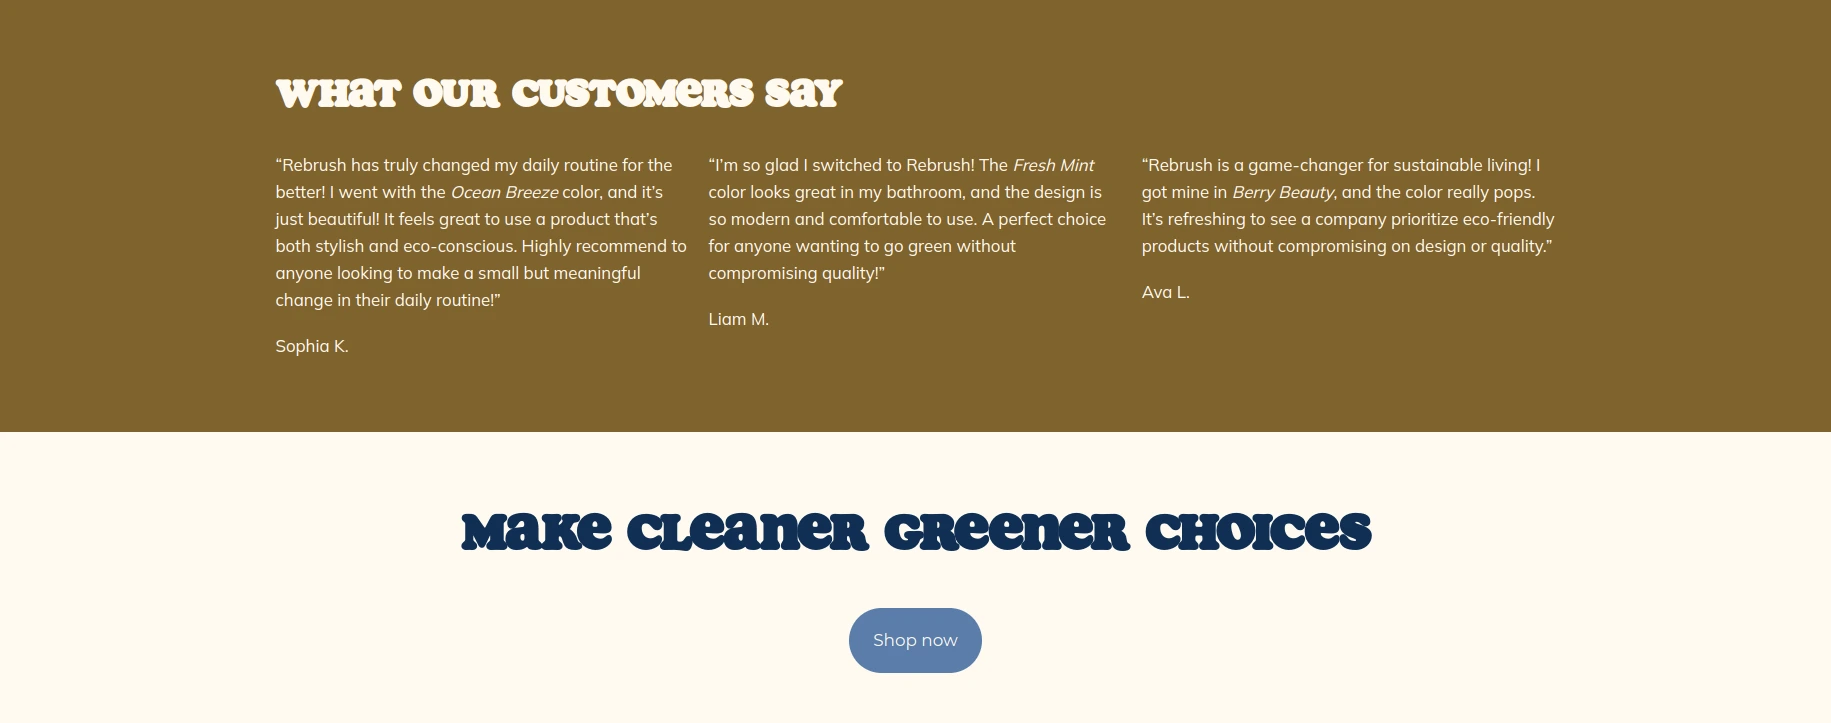 WHAT OUR CUSTOMERS SAY
“Rebrush has truly changed my daily routine for the
better! I went with the Ocean Breeze color, and it’s
just beautiful! It feels great to use a product that’s
both stylish and eco-conscious. Highly recommend to
anyone looking to make a small but meaningful
change in their daily routine!”
Sophia K.
“I’m so glad I switched to Rebrush! The Fresh Mint
color looks great in my bathroom, and the design is
so modern and comfortable to use. A perfect choice
for anyone wanting to go green without
compromising quality!”
Liam M.
“Rebrush is a game-changer for sustainable living! I
got mine in Berry Beauty, and the color really pops.
It’s refreshing to see a company prioritize eco-friendly
products without compromising on design or quality.”
Ava L.
MAKE CLEANER GREENER CHOICES
Shop now